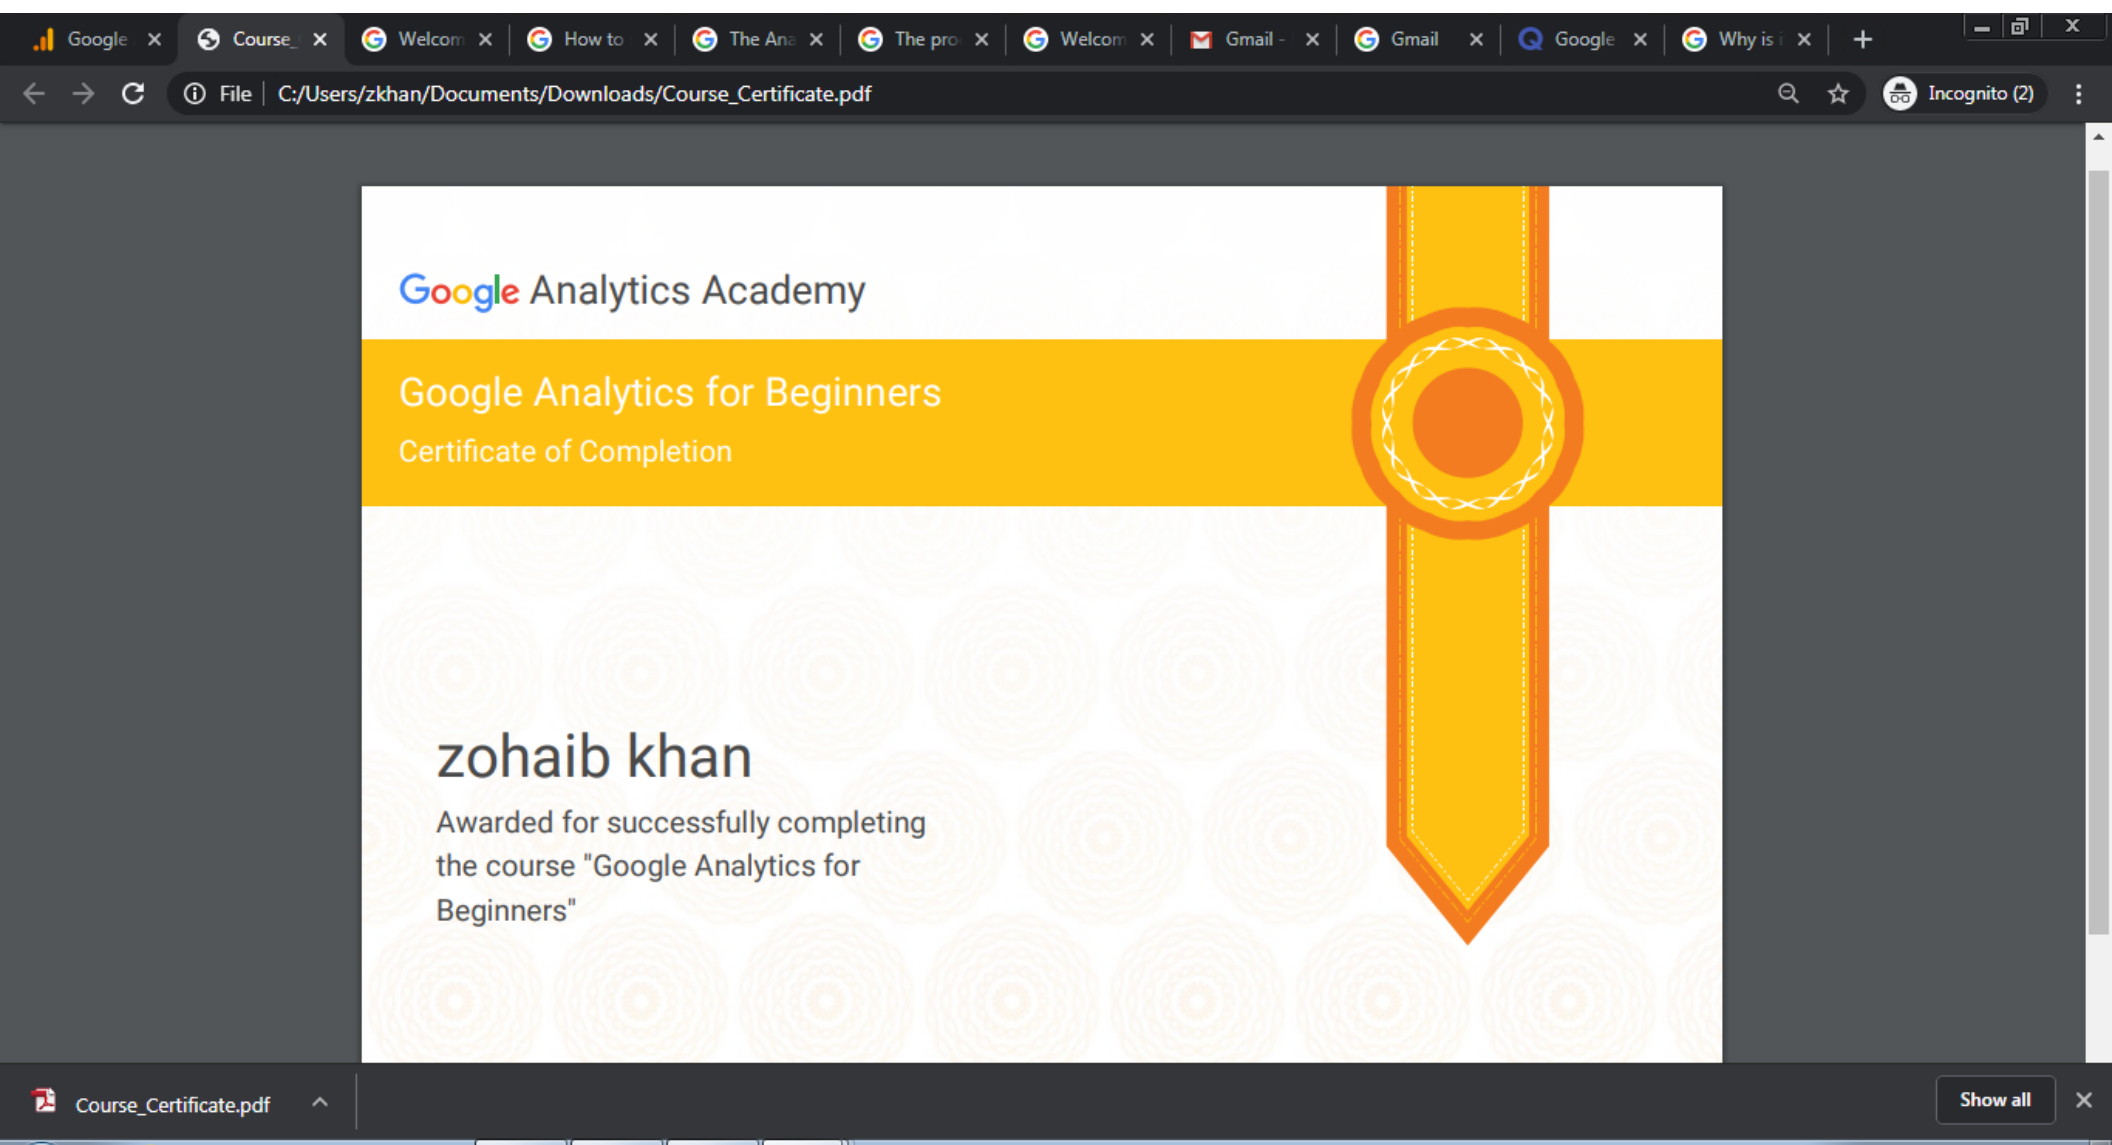 Google
Course_
Welcom
How to
The Ana
The pro
Welcom
Gmail -
Gmail
Google
Why is i
File
C:/Users/zkhan/Documents/Downloads/Course_Certificate.pdf
Incognito (2)
Google Analytics Academy
Google Analytics for Beginners
Certificate of Completion
zohaib khan
Awarded for successfully completing
the course "Google Analytics for
Beginners"
Course_Certificate.pdf
Show all